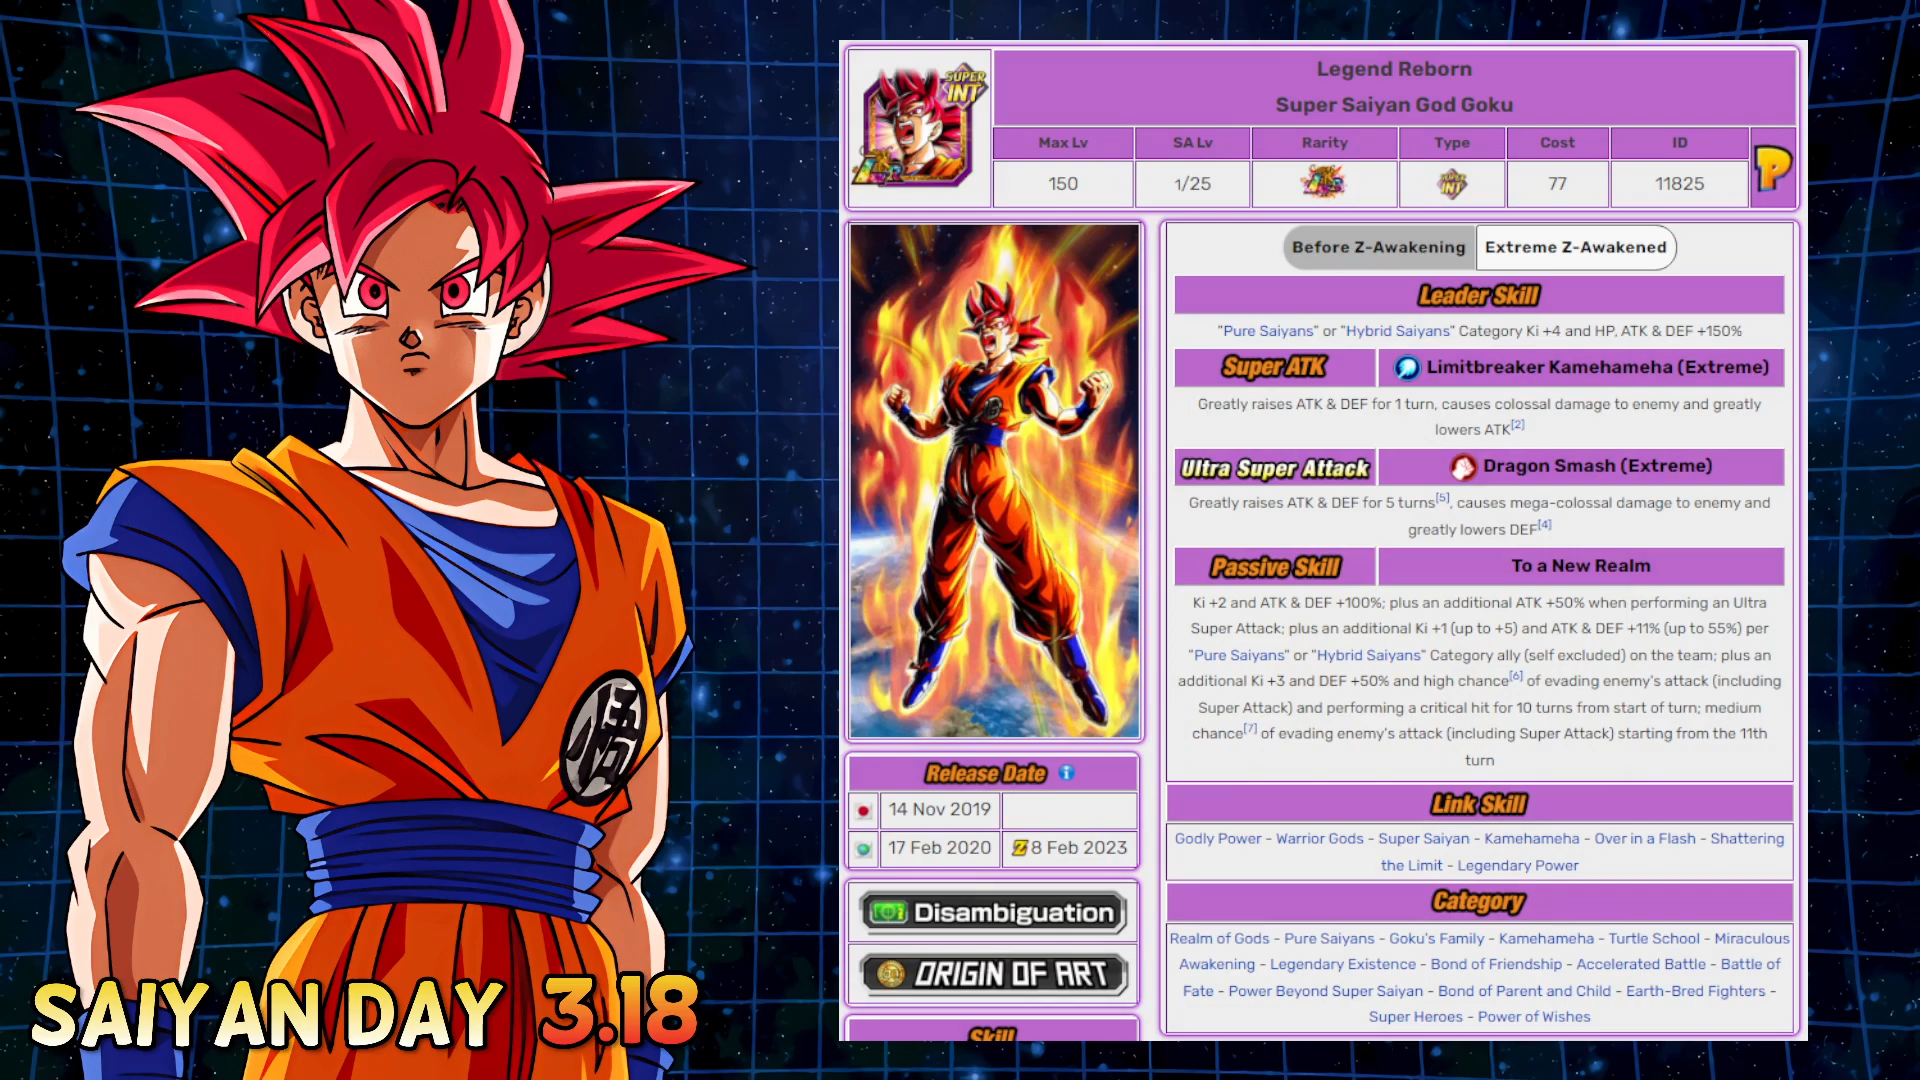 SUPER
INT
LR
Legend Reborn
Super Saiyan God Goku
Max Lv
SA Lv
Rarity
Type
Cost
ID
150
1/25
LR
SUPER
INT
77
11825
P
Before Z-Awakening
Extreme Z-Awakened
Leader Skill
"Pure Saiyans" or "Hybrid Saiyans" Category Ki +4 and HP, ATK & DEF +150%
Super ATK
Limitbreaker Kamehameha (Extreme)
Greatly raises ATK & DEF for 1 turn, causes colossal damage to enemy and greatly
lowers ATK[2]
Ultra Super Attack
Dragon Smash (Extreme)
Greatly raises ATK & DEF for 5 turns[5], causes mega-colossal damage to enemy and
greatly lowers DEF[4]
Passive Skill
To a New Realm
Ki +2 and ATK & DEF +100%; plus an additional ATK +50% when performing an Ultra
Super Attack; plus an additional Ki +1 (up to +5) and ATK & DEF +11% (up to 55%) per
"Pure Saiyans" or "Hybrid Saiyans" Category ally (self excluded) on the team; plus an
additional Ki +3 and DEF +50% and high chance[6] of evading enemy's attack (including
Super Attack) and performing a critical hit for 10 turns from start of turn; medium
chance[7] of evading enemy's attack (including Super Attack) starting from the 11th
turn
Link Skill
Godly Power - Warrior Gods - Super Saiyan - Kamehameha - Over in a Flash - Shattering
the Limit - Legendary Power
Category
Realm of Gods - Pure Saiyans - Goku's Family - Kamehameha - Turtle School - Miraculous
Awakening - Legendary Existence - Bond of Friendship - Accelerated Battle - Battle of
Fate - Power Beyond Super Saiyan - Bond of Parent and Child - Earth-Bred Fighters -
Super Heroes - Power of Wishes
Release Date
14 Nov 2019
17 Feb 2020
Z 8 Feb 2023
Disambiguation
ORIGIN OF ART
Skill
悟
SAIYAN DAY 3.18